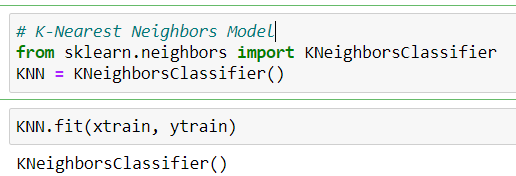 # K-Nearest Neighbors Model
from sklearn.neighbors import KNeighborsClassifier
KNN = KNeighborsClassifier()
KNN.fit(xtrain, ytrain)
KNeighborsClassifier()